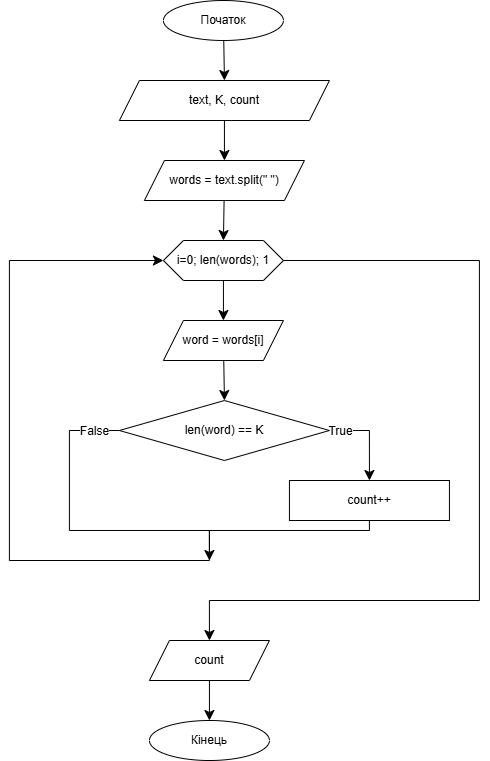 Початок
text, K, count
words = text.split(" ")
i=0; len(words); 1
word = words[i]
len(word) == K
False
True
count++
count
Кінець